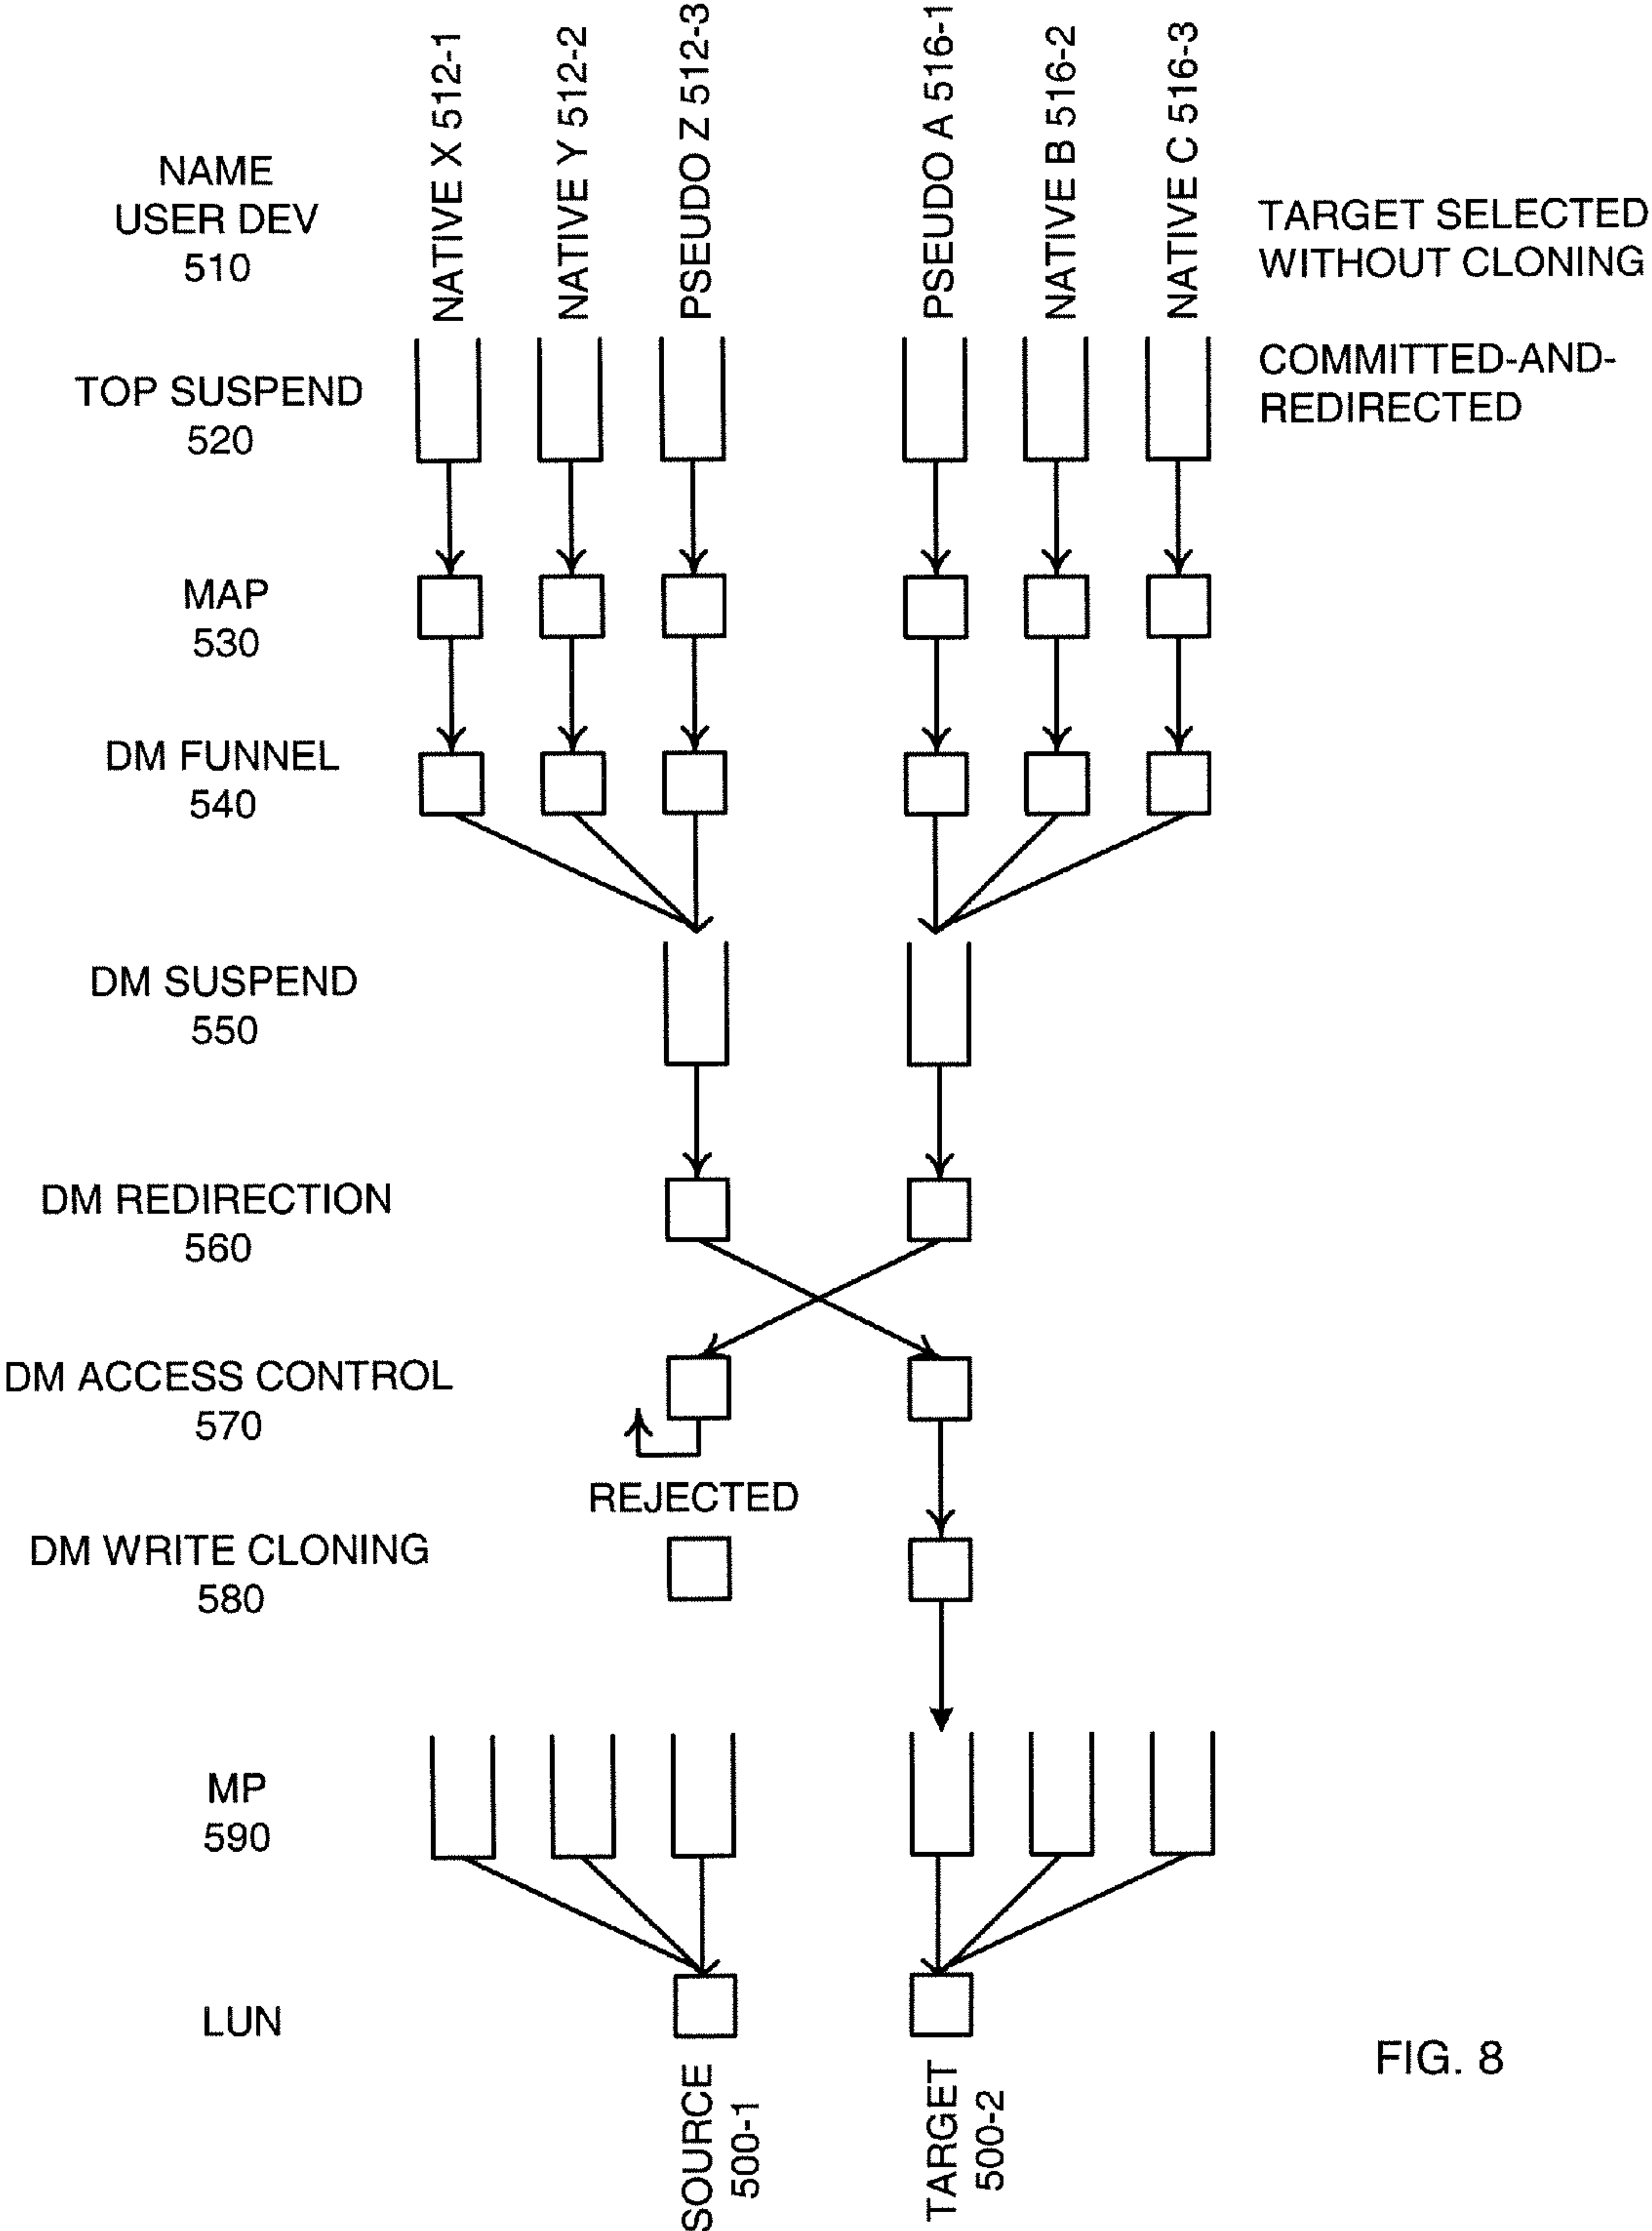 NATIVE X 512-1
NATIVE Y 512-2
PSEUDO Z 512-3
PSEUDO A 516-1
NATIVE B 516-2
NATIVE C 516-3
NAME
USER DEV
510
TARGET SELECTED
WITHOUT CLONING
COMMITTED-AND-
REDIRECTED
TOP SUSPEND
520
MAP
530
DM FUNNEL
540
DM SUSPEND
550
DM REDIRECTION
560
DM ACCESS CONTROL
570
REJECTED
DM WRITE CLONING
580
MP
590
LUN
SOURCE
500-1
TARGET
500-2
FIG. 8